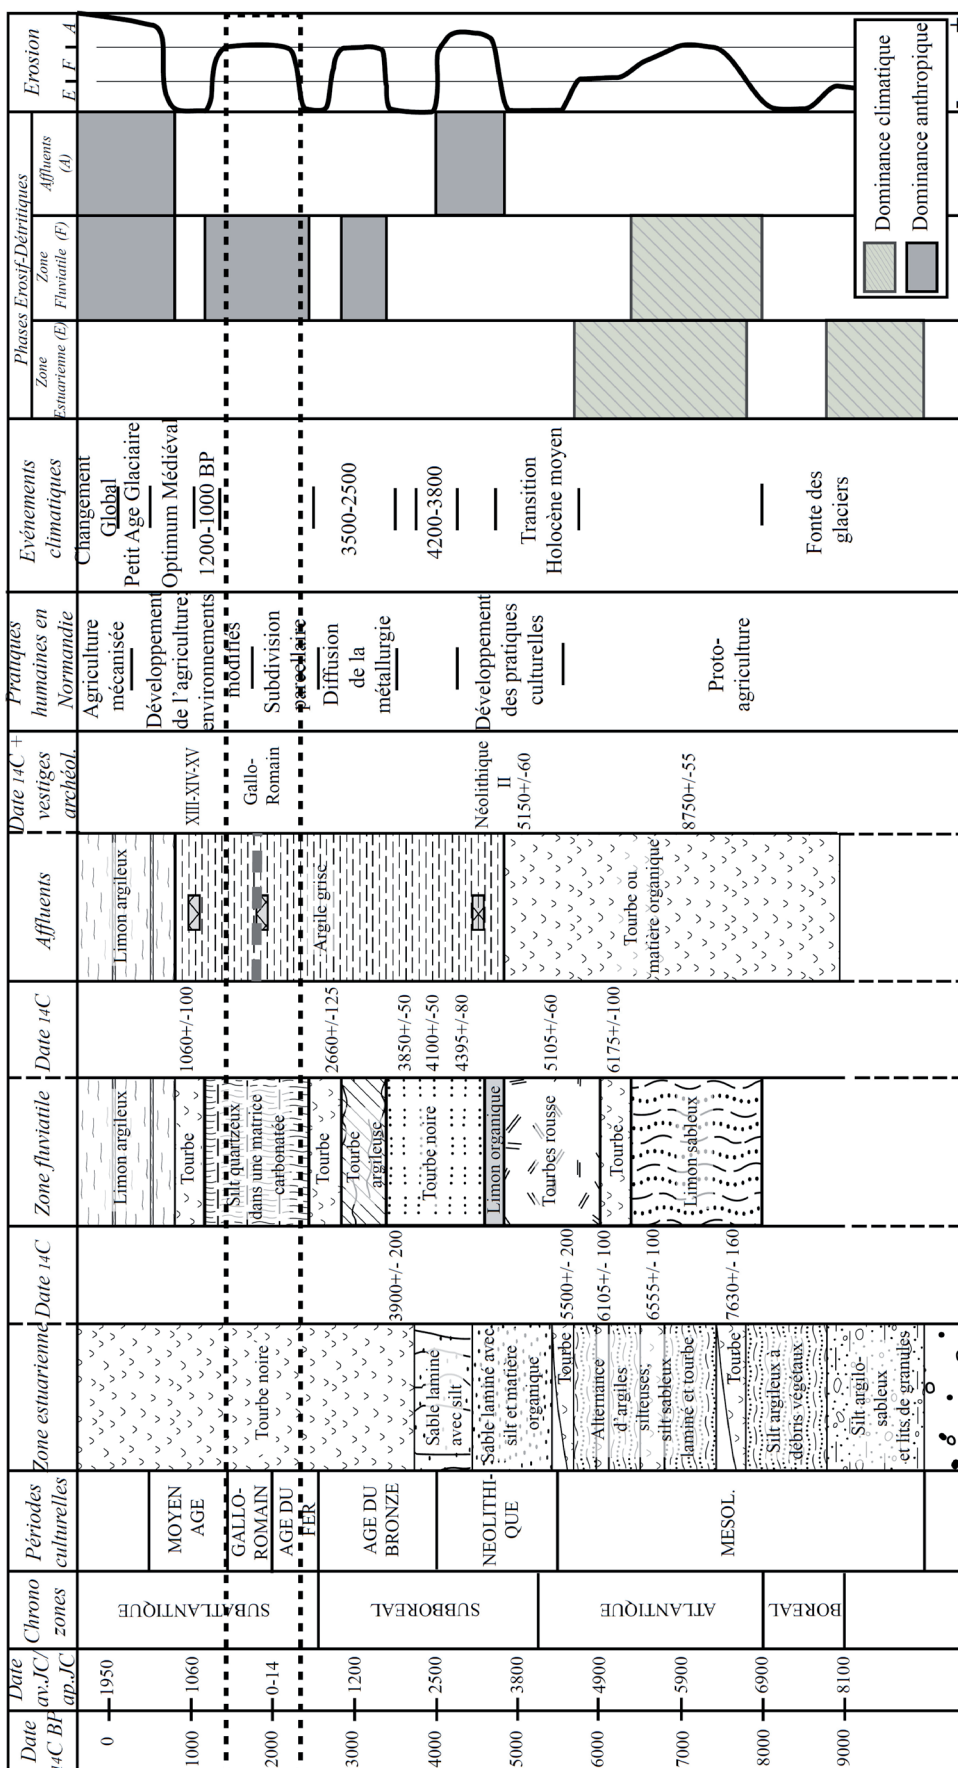 Date
14C BP
0
1000
2000
3000
4000
5000
6000
7000
8000
9000
Date
av.JC/
ap.JC
1950
1060
0-14
1200
2500
3800
4900
5900
6900
8100
Chrono
zones
SUBATLANTIQUE
SUBBOREAL
ATLANTIQUE
BOREAL
Périodes
culturelles
MOYEN
AGE
GALLO-
ROMAIN
AGE DU
FER
AGE DU
BRONZE
NEOLITHI-
QUE
MESOL.
Zone estuarienne
Tourbe noire
Sable laminé
avec silt
Sable laminé avec
silt et matière
organique
Tourbe
Alternance
d'argiles
silteuses,
silt sableux
laminé et tourbe
Tourbe
Silt argileux à
débris végétaux
Silt argilo-
sableux
et lits de granules
Date 14C
3900+/- 200
5500+/- 200
6105+/- 100
6555+/- 100
7630+/- 160
Zone fluviatile
Limon argileux
Tourbe
Silt quartzeux
dans une matrice
carbonatée
Tourbe
Tourbe
argileuse
Tourbe noire
Limon organique
Tourbes rousse
Tourbe
Limon sableux
Date 14C
1060+/-100
2660+/-125
3850+/-50
4100+/-50
4395+/-80
5105+/-60
6175+/-100
Affluents
Limon argileux
Argile grise
Tourbe ou
matière organique
Date 14C +
vestiges
archéol.
XIII-XIV-XV
Gallo-
Romain
Néolithique
II
5150+/-60
8750+/-55
Pratiques
humaines en
Normandie
Agriculture
mécanisée
Développement
de l'agriculture:
environnements
modifiés
Subdivision
parcellaire
Diffusion
de la
métallurgie
Développement
des pratiques
culturelles
Proto-
agriculture
Evénements
climatiques
Changement
Global
Petit Age Glaciaire
Optimum Médiéval
1200-1000 BP
3500-2500
4200-3800
Transition
Holocène moyen
Fonte des
glaciers
Phases Erosif-Détritiques
Zone
Estuarienne (E)
Zone
Fluviatile (F)
Affluents
(A)
Erosion
E F A
- +
Dominance climatique
Dominance anthropique